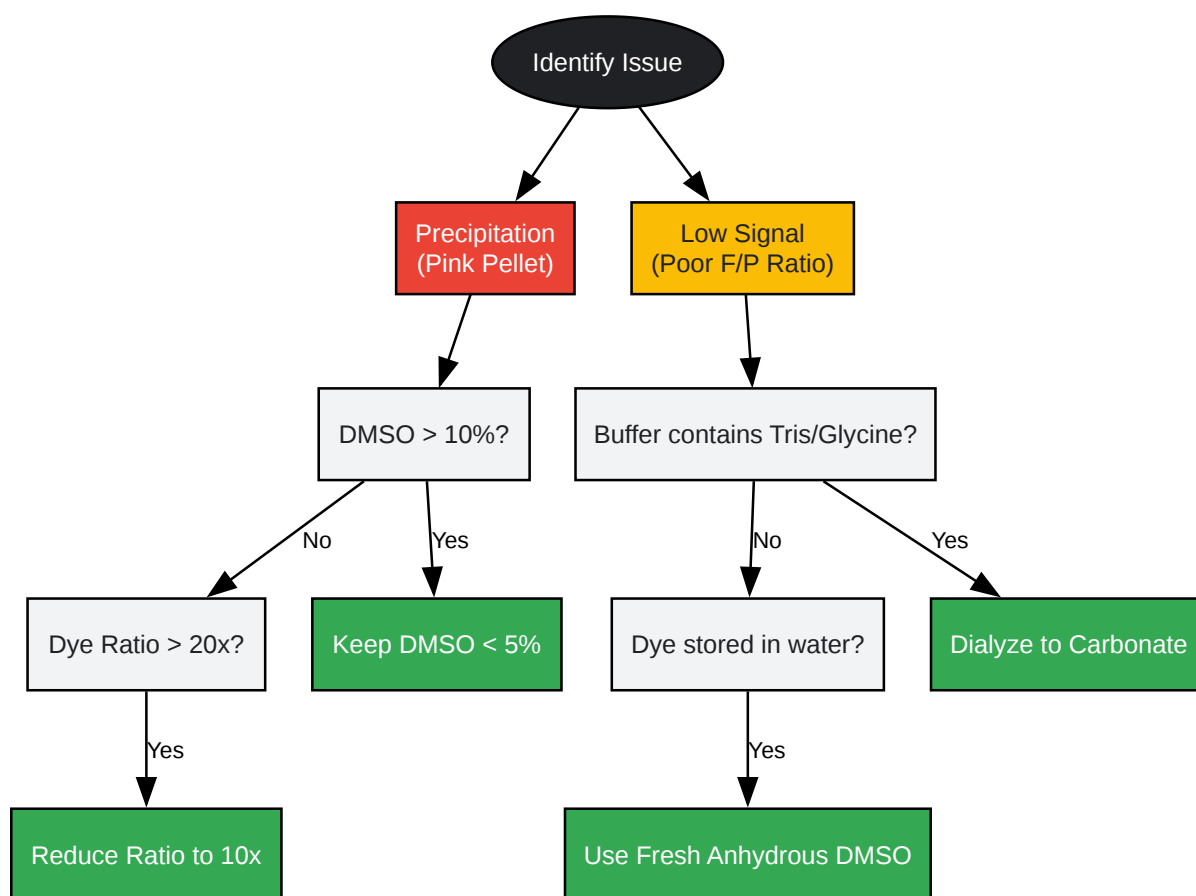 Identify Issue
Precipitation
(Pink Pellet)
Low Signal
(Poor F/P Ratio)
DMSO > 10%?
Buffer contains Tris/Glycine?
No
Yes
No
Yes
Dye Ratio > 20x?
Keep DMSO < 5%
Dye stored in water?
Dialyze to Carbonate
Yes
Yes
Reduce Ratio to 10x
Use Fresh Anhydrous DMSO